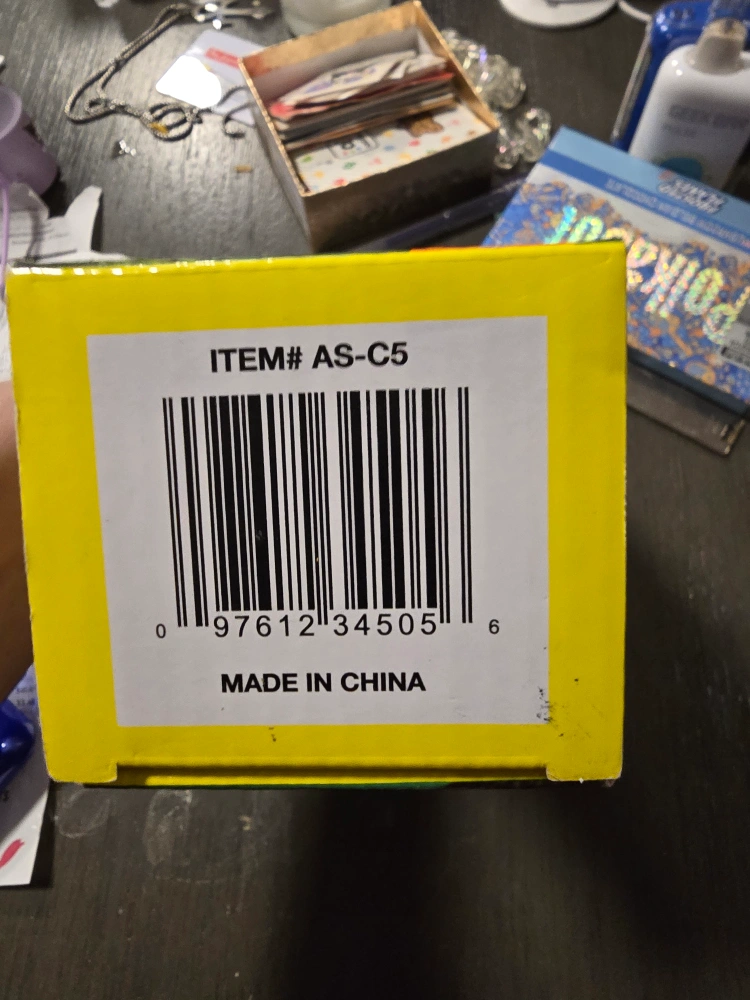 ITEM# AS-C5
0 97612 34505 6
MADE IN CHINA